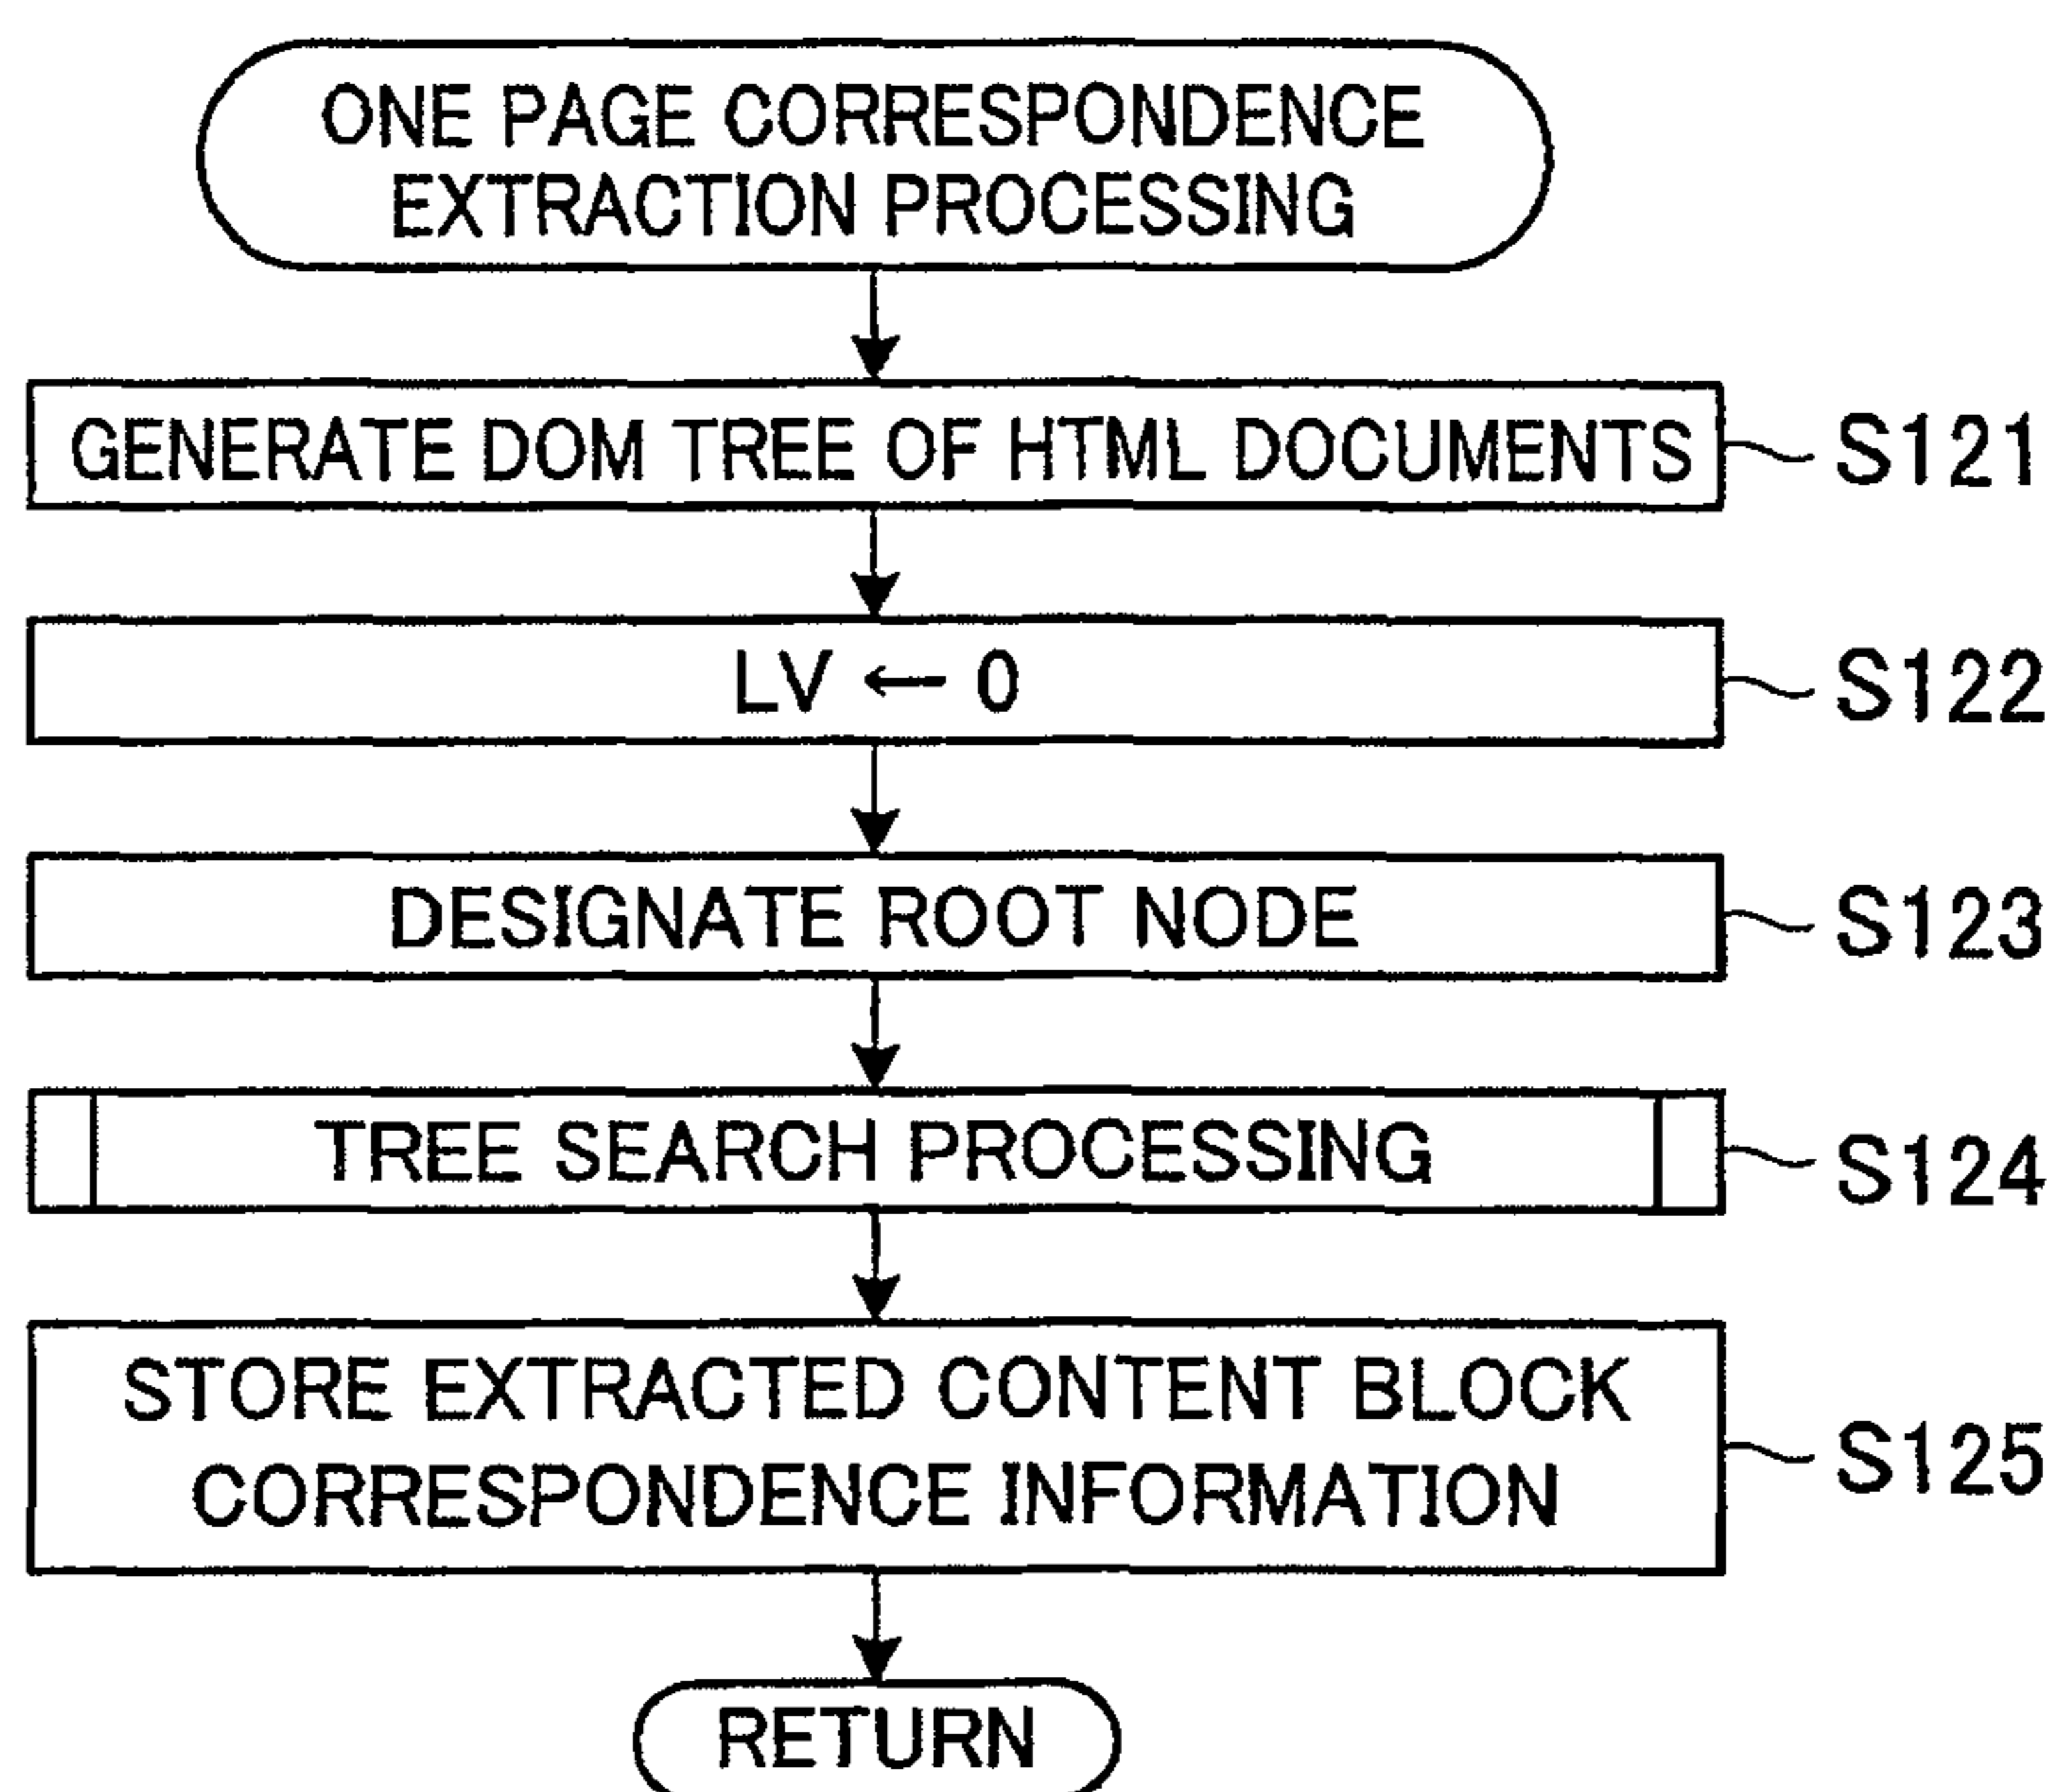 ONE PAGE CORRESPONDENCE
EXTRACTION PROCESSING
GENERATE DOM TREE OF HTML DOCUMENTS
S121
LV ← 0
S122
DESIGNATE ROOT NODE
S123
TREE SEARCH PROCESSING
S124
STORE EXTRACTED CONTENT BLOCK
CORRESPONDENCE INFORMATION
S125
RETURN